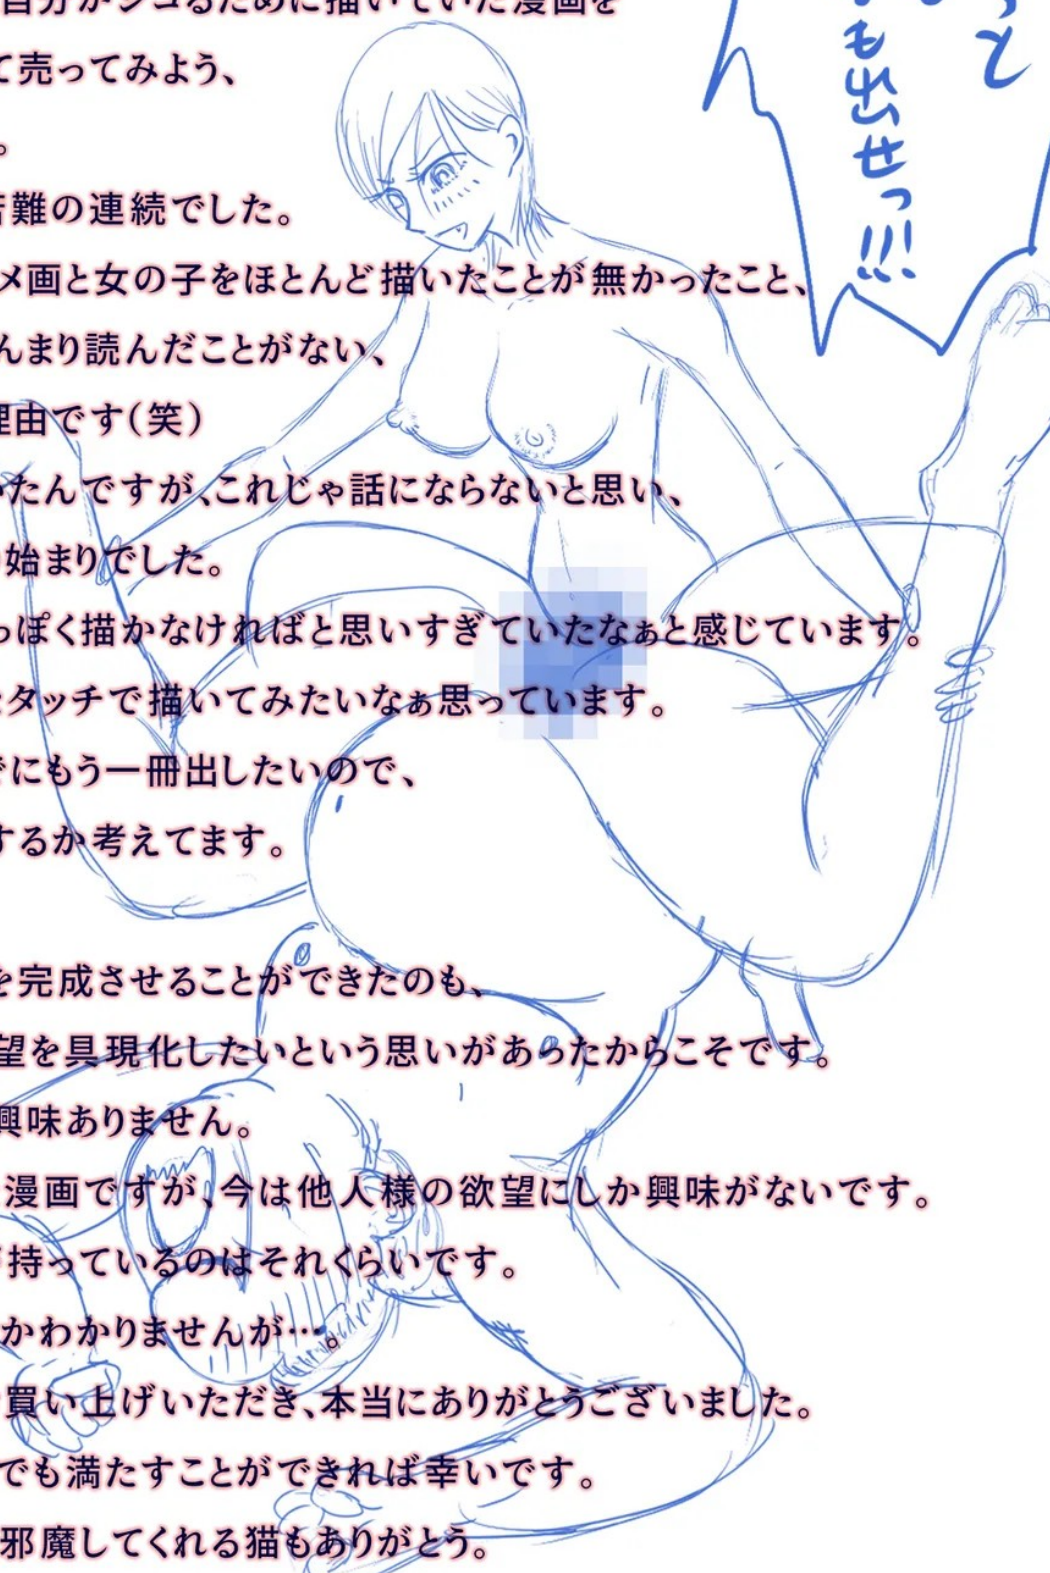 もっと
も出せっ!!!
自分がシコるために描いていた漫画を
て売ってみよう、
。
難の連続でした。
メ画と女の子をほとんど描いたことが無かったこと、
んまり読んだことがない、
理由です(笑)
いたんですが、これじゃ話にならないと思い、
始まりでした。
っぽく描かなければと思いすぎていたなぁと感じています。
なタッチで描いてみたいなぁ思っています。
でにもう一冊出したいので、
するか考えてます。
を完成させることができたのも、
望を具現化したいという思いがあったからこそです。
興味ありません。
漫画ですが、今は他人様の欲望にしか興味がないです。
持っているのはそれくらいです。
かわかりませんが…。
買い上げいただき、本当にありがとうございました。
でも満たすことができれば幸いです。
邪魔してくれる猫もありがとう。